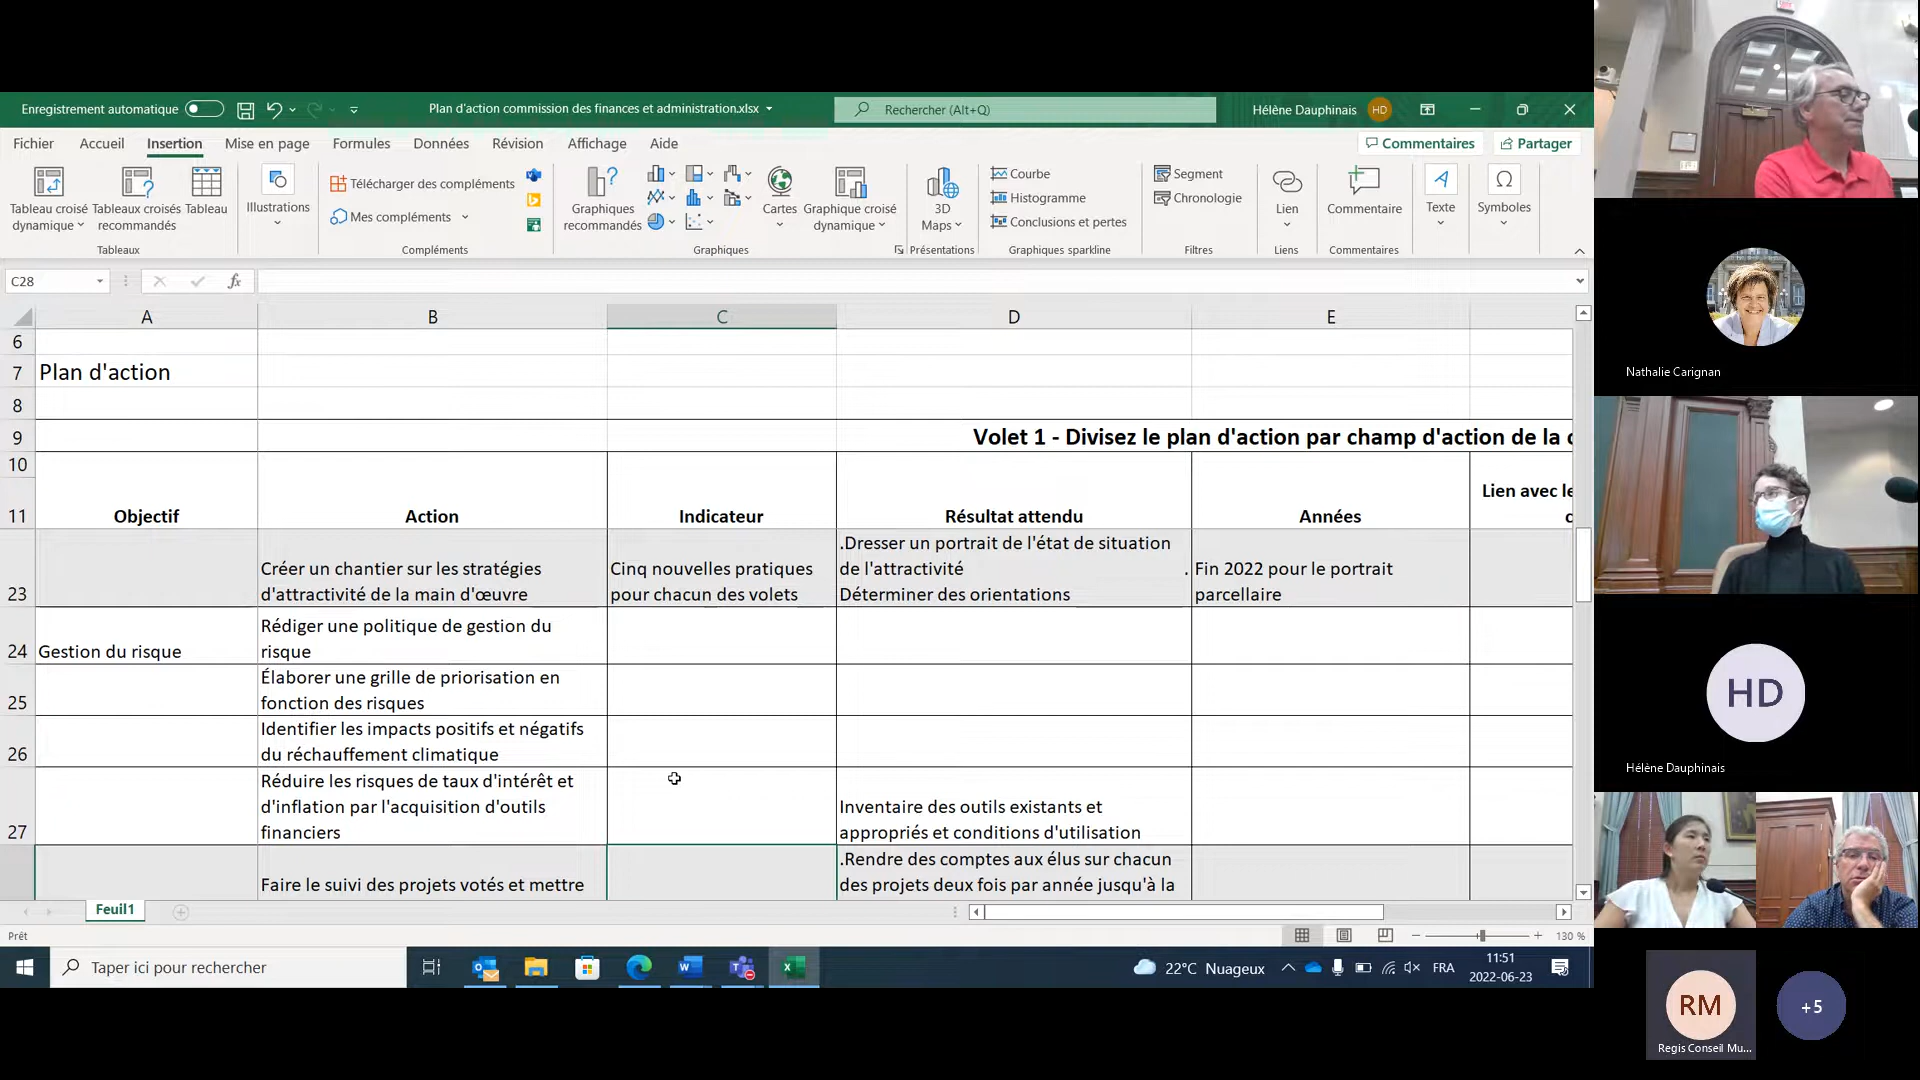 Enregistrement automatique
Plan d'action commission des finances et administration.xlsx
Rechercher (Alt+Q)
Hélène Dauphinais
HD
Fichier
Accueil
Insertion
Mise en page
Formules
Données
Révision
Affichage
Aide
Commentaires
Partager
Tableau croisé
dynamique
Tableaux croisés
recommandés
Tableau
Tableaux
Illustrations
Télécharger des compléments
Mes compléments
Compléments
Graphiques
recommandés
Cartes
Graphique croisé
dynamique
Graphiques
3D
Maps
Présentations
Courbe
Histogramme
Conclusions et pertes
Graphiques sparkline
Segment
Chronologie
Filtres
Lien
Liens
Commentaire
Commentaires
Texte
Symboles
C28
fx
A B C D E
6
7 Plan d'action
8
9 Volet 1 - Divisez le plan d'action par champ d'action de la
10
11
Objectif
Action
Indicateur
Résultat attendu
Années
Lien avec le
23
Créer un chantier sur les stratégies
d'attractivité de la main d'œuvre
Cinq nouvelles pratiques
pour chacun des volets
.Dresser un portrait de l'état de situation
de l'attractivité .
Déterminer des orientations
Fin 2022 pour le portrait
parcellaire
24
Gestion du risque
Rédiger une politique de gestion du
risque
25
Élaborer une grille de priorisation en
fonction des risques
26
Identifier les impacts positifs et négatifs
du réchauffement climatique
27
Réduire les risques de taux d'intérêt et
d'inflation par l'acquisition d'outils
financiers
Inventaire des outils existants et
appropriés et conditions d'utilisation
Faire le suivi des projets votés et mettre
.Rendre des comptes aux élus sur chacun
des projets deux fois par année jusqu'à la
Feuil1
Prêt
130 %
Taper ici pour rechercher
22°C Nuageux
FRA
11:51
2022-06-23
Nathalie Carignan
HD
Hélène Dauphinais
RM
Regis Conseil Mu...
+5